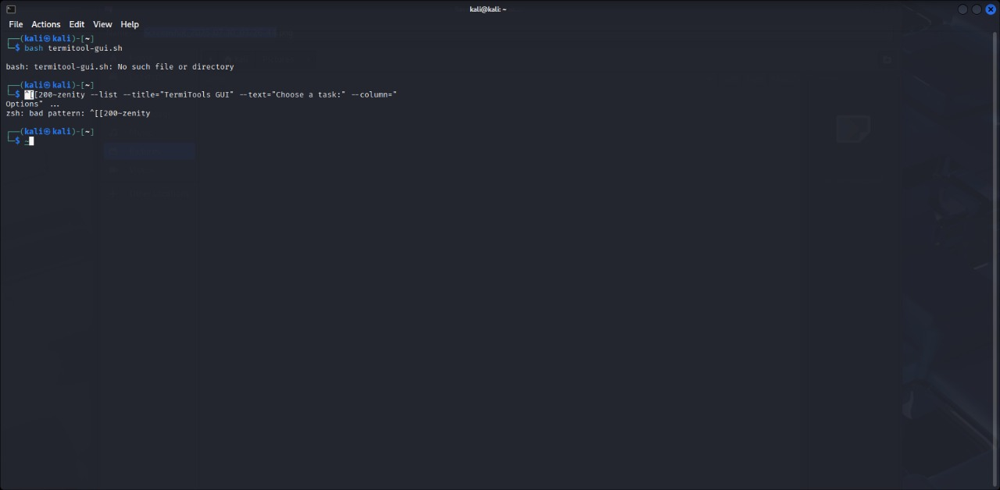 kali@kali: ~
File Actions Edit View Help
┌──(kali㉿kali)-[~]
└─$ bash termitool-gui.sh
bash: termitool-gui.sh: No such file or directory
┌──(kali㉿kali)-[~]
└─$ ^[[200~zenity --list --title="TermiTools GUI" --text="Choose a task:" --column="
Options" ...
zsh: bad pattern: ^[[200~zenity
┌──(kali㉿kali)-[~]
└─$ ~